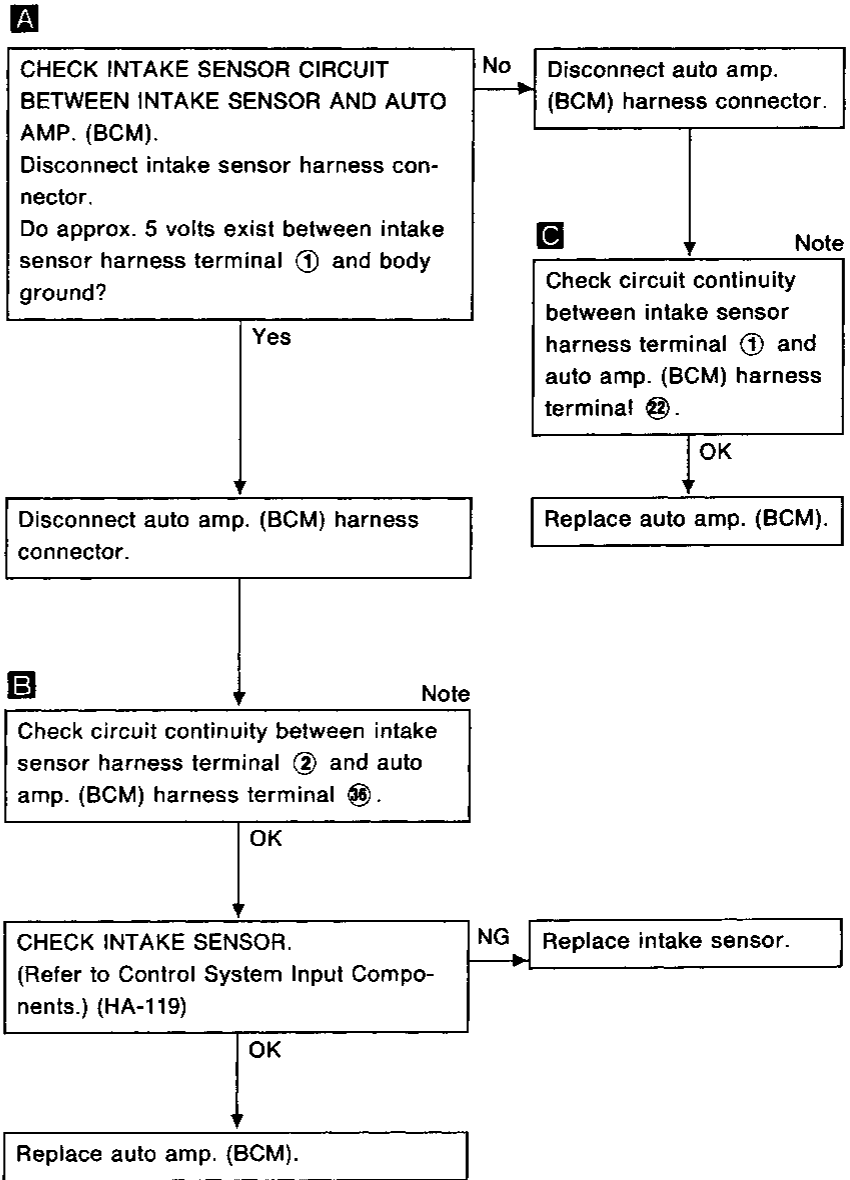 A
CHECK INTAKE SENSOR CIRCUIT
BETWEEN INTAKE SENSOR AND AUTO
AMP. (BCM).
Disconnect intake sensor harness con-
nector.
Do approx. 5 volts exist between intake
sensor harness terminal ① and body
ground?
No
Disconnect auto amp.
(BCM) harness connector.
C
Note
Check circuit continuity
between intake sensor
harness terminal ① and
auto amp. (BCM) harness
terminal ㉒.
OK
Replace auto amp. (BCM).
Yes
Disconnect auto amp. (BCM) harness
connector.
B
Note
Check circuit continuity between intake
sensor harness terminal ② and auto
amp. (BCM) harness terminal ㊱.
OK
CHECK INTAKE SENSOR.
(Refer to Control System Input Compo-
nents.) (HA-119)
NG
Replace intake sensor.
OK
Replace auto amp. (BCM).